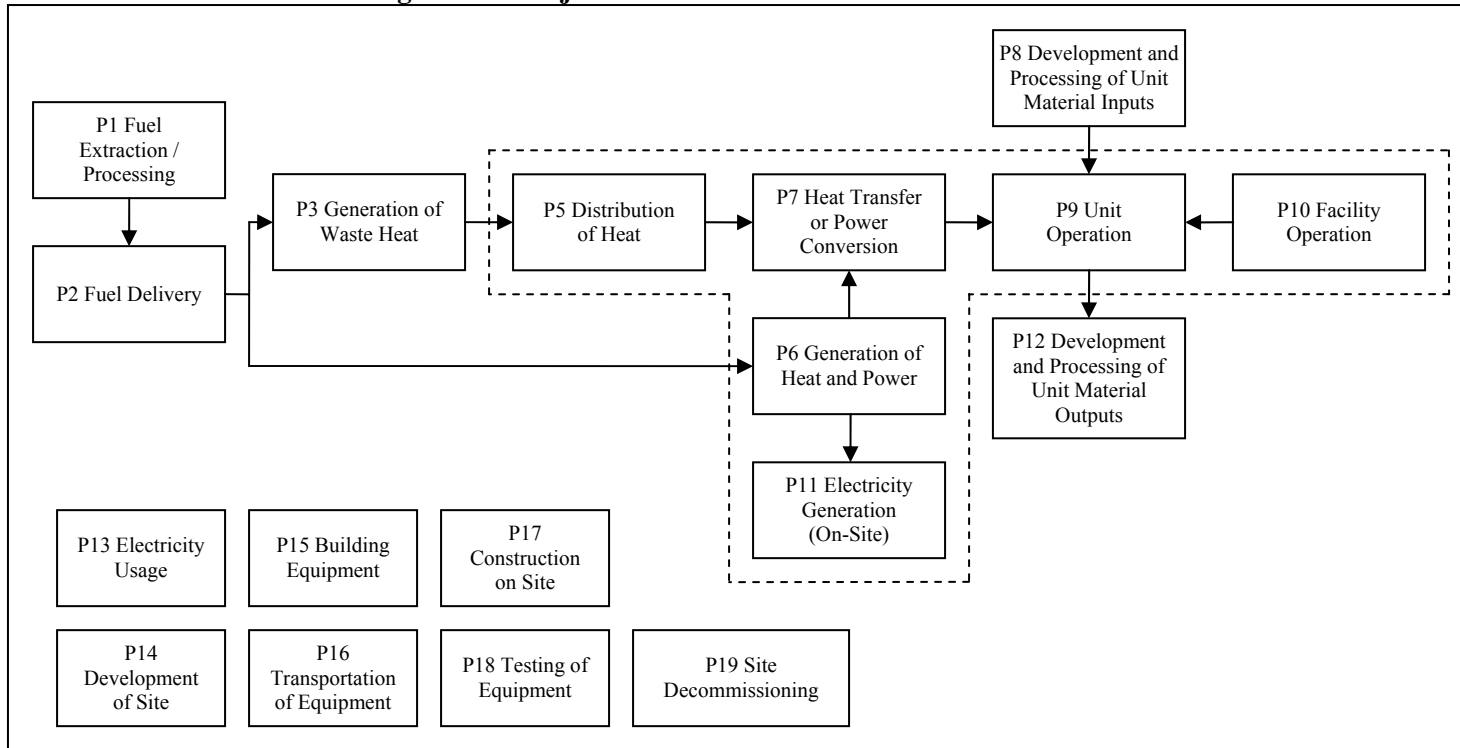 P8 Development and
Processing of Unit
Material Inputs
P1 Fuel
Extraction /
Processing
P3 Generation of
Waste Heat
P5 Distribution
of Heat
P7 Heat Transfer
or Power
Conversion
P9 Unit
Operation
P10 Facility
Operation
P2 Fuel Delivery
P6 Generation of
Heat and Power
P12 Development
and Processing of
Unit Material
Outputs
P11 Electricity
Generation
(On-Site)
P13 Electricity
Usage
P15 Building
Equipment
P17
Construction
on Site
P14
Development
of Site
P16
Transportation
of Equipment
P18 Testing of
Equipment
P19 Site
Decommissioning